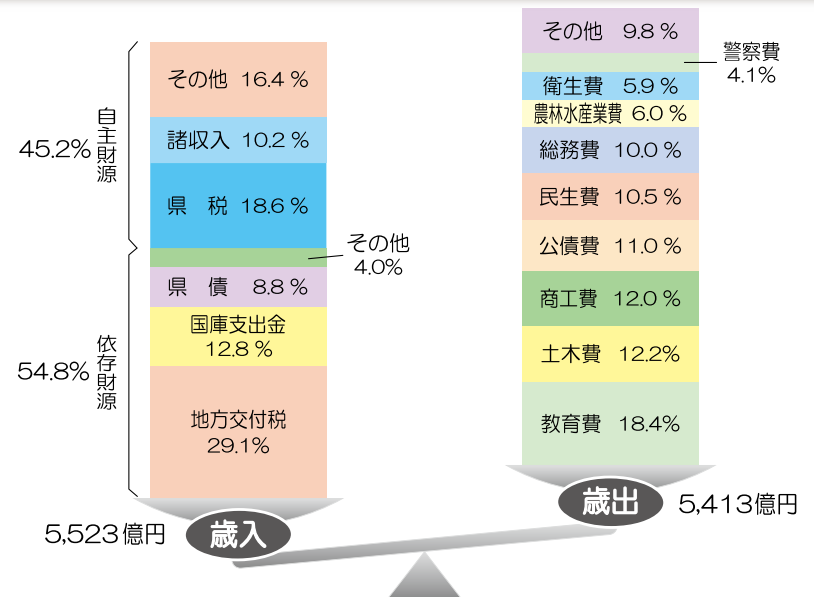 45.2%
自主財源
その他 16.4 %
諸収入 10.2 %
県 税 18.6 %
その他
4.0%
54.8%
依存財源
県 債 8.8 %
国庫支出金
12.8 %
地方交付税
29.1%
5,523億円
歳入
その他 9.8 %
警察費
4.1%
衛生費 5.9 %
農林水産業費 6.0 %
総務費 10.0 %
民生費 10.5 %
公債費 11.0 %
商工費 12.0 %
土木費 12.2%
教育費 18.4%
歳出
5,413億円